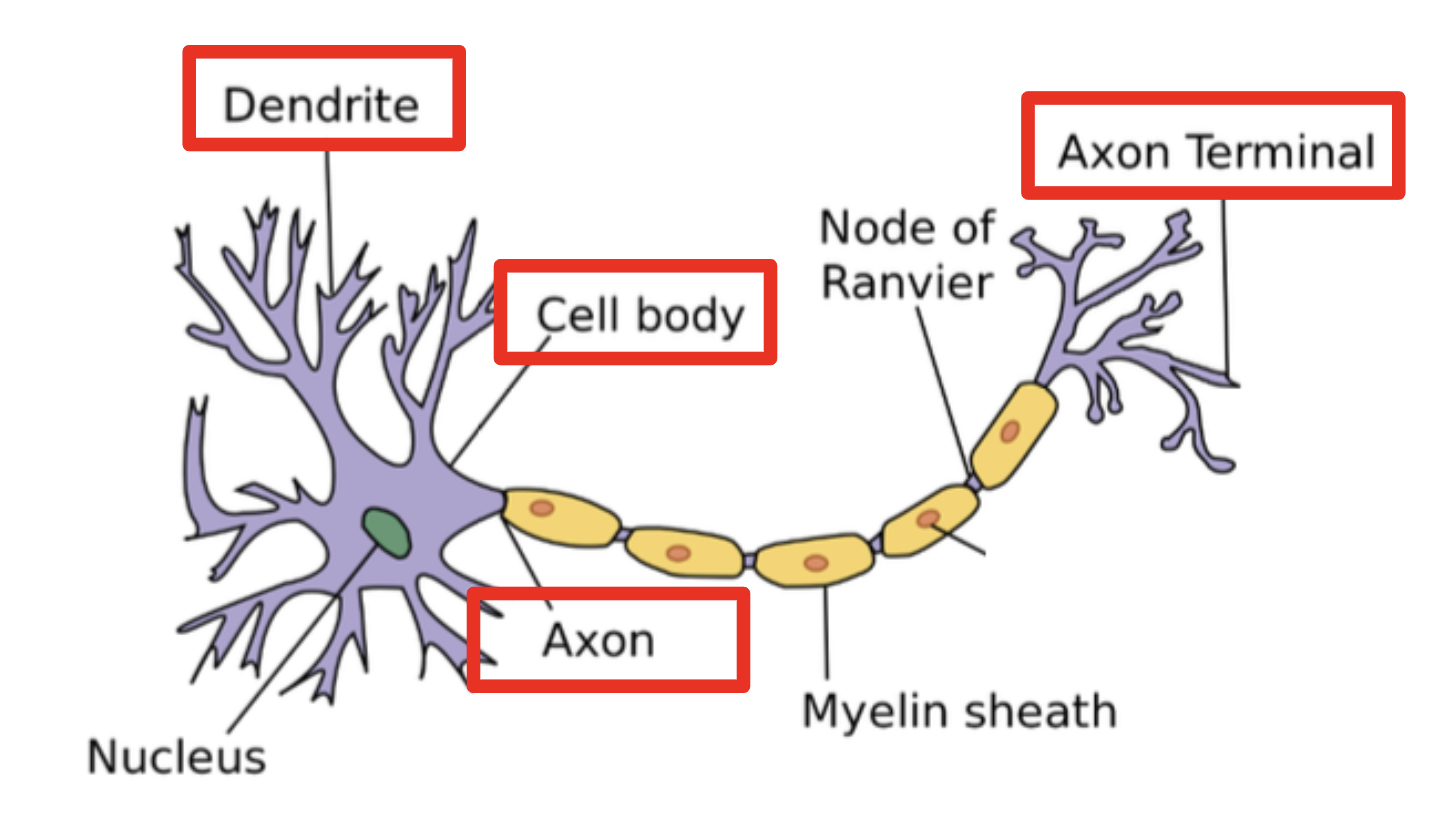 Dendrite
Axon Terminal
Node of
Ranvier
Cell body
Axon
Myelin sheath
Nucleus